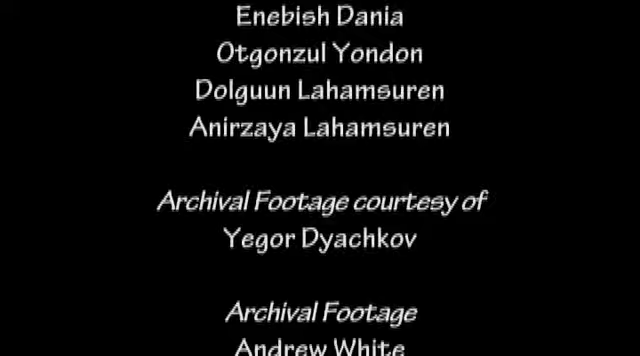 Enebish Dania
Otgonzul Yondon
Dolguun Lahamsuren
Anirzaya Lahamsuren
Archival Footage courtesy of
Yegor Dyachkov
Archival Footage
Andrew White